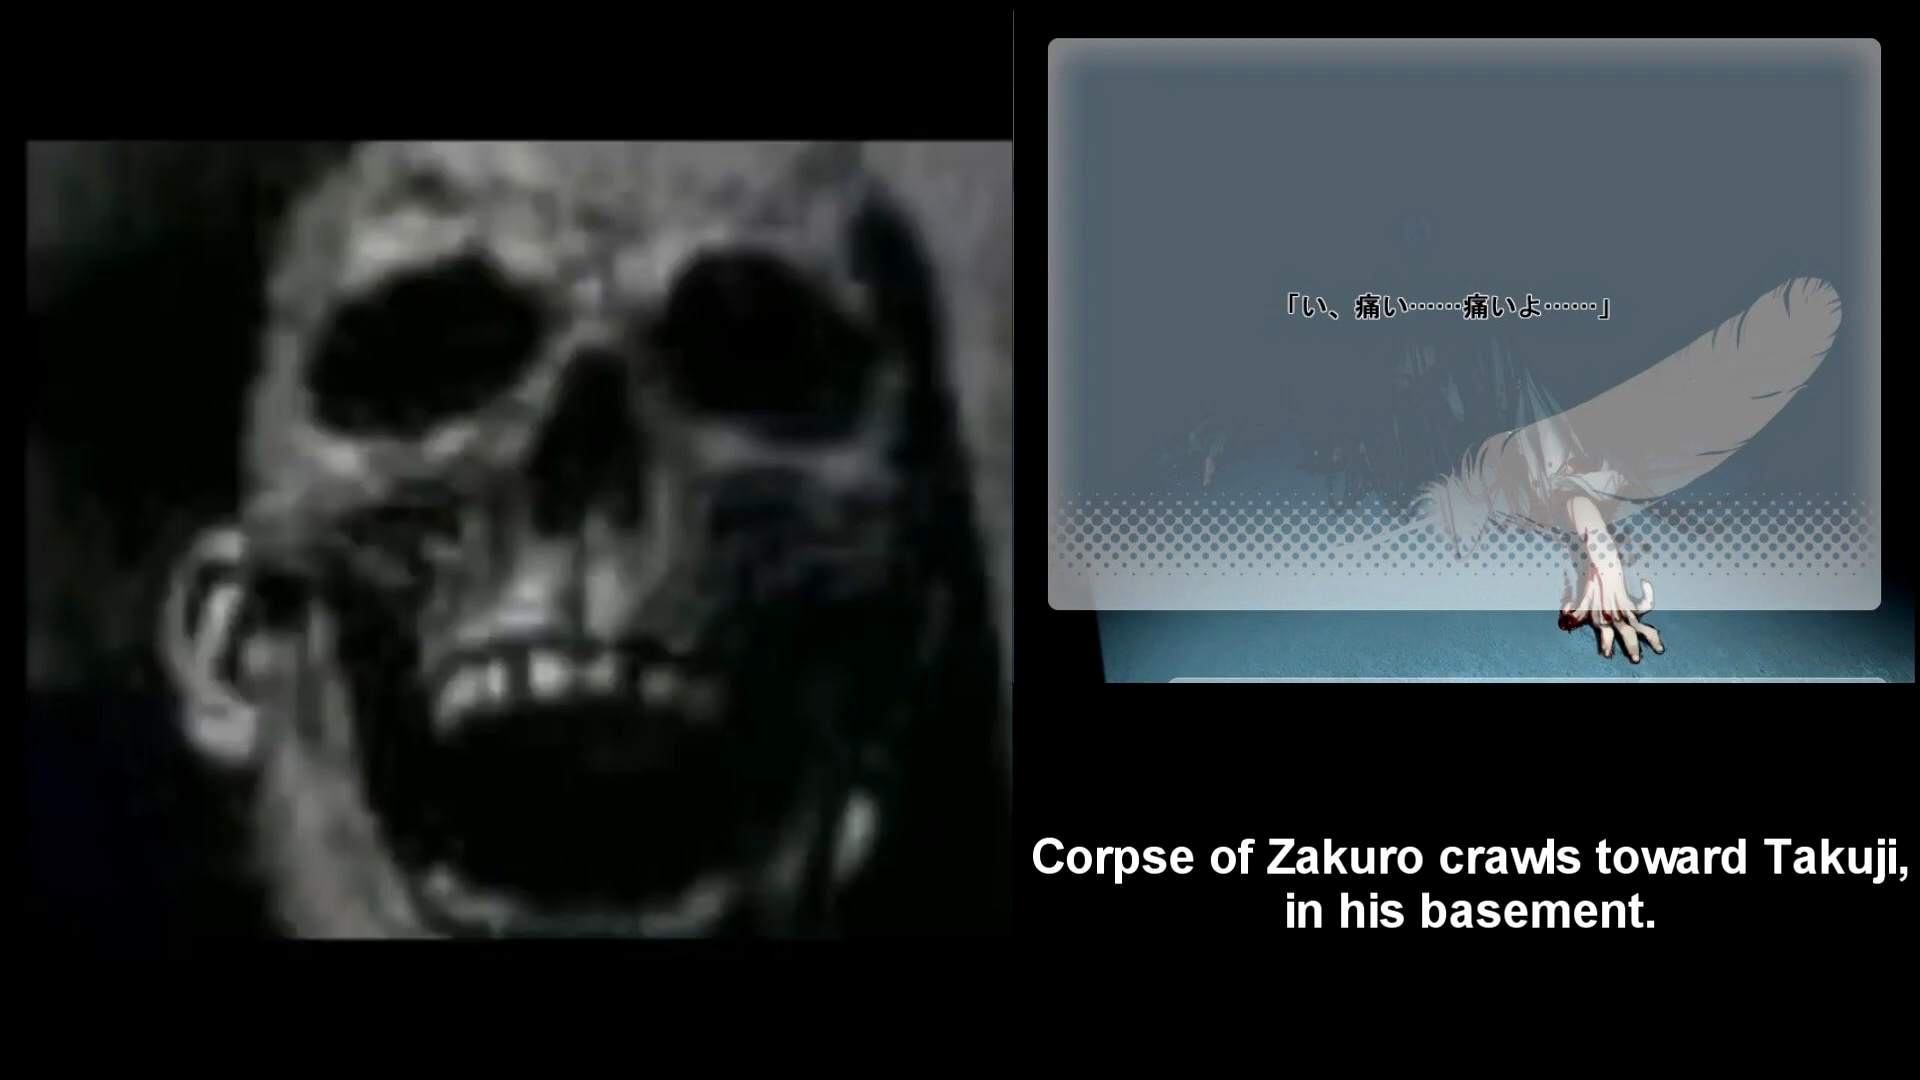 「い、痛い……痛いよ……」
Corpse of Zakuro crawls toward Takuji,
in his basement.